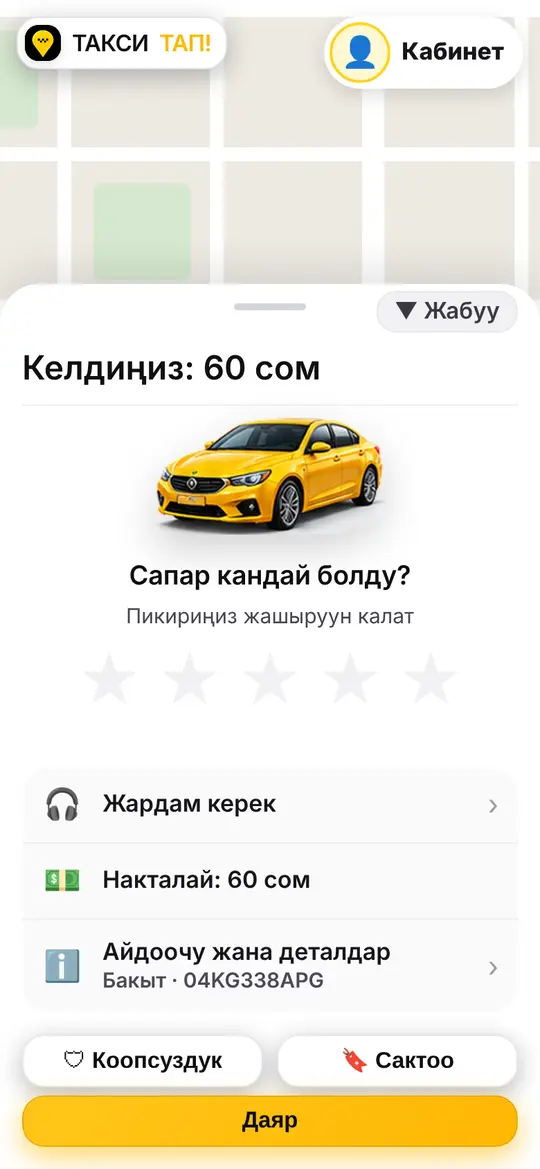 ТАКСИ ТАП!
Кабинет
▼ Жабуу
Келдиңиз: 60 сом
Сапар кандай болду?
Пикириңиз жашыруун калат
Жардам керек
Накталай: 60 сом
Айдоочу жана деталдар
Бакыт · 04KG338APG
Коопсуздук
Сактоо
Даяр